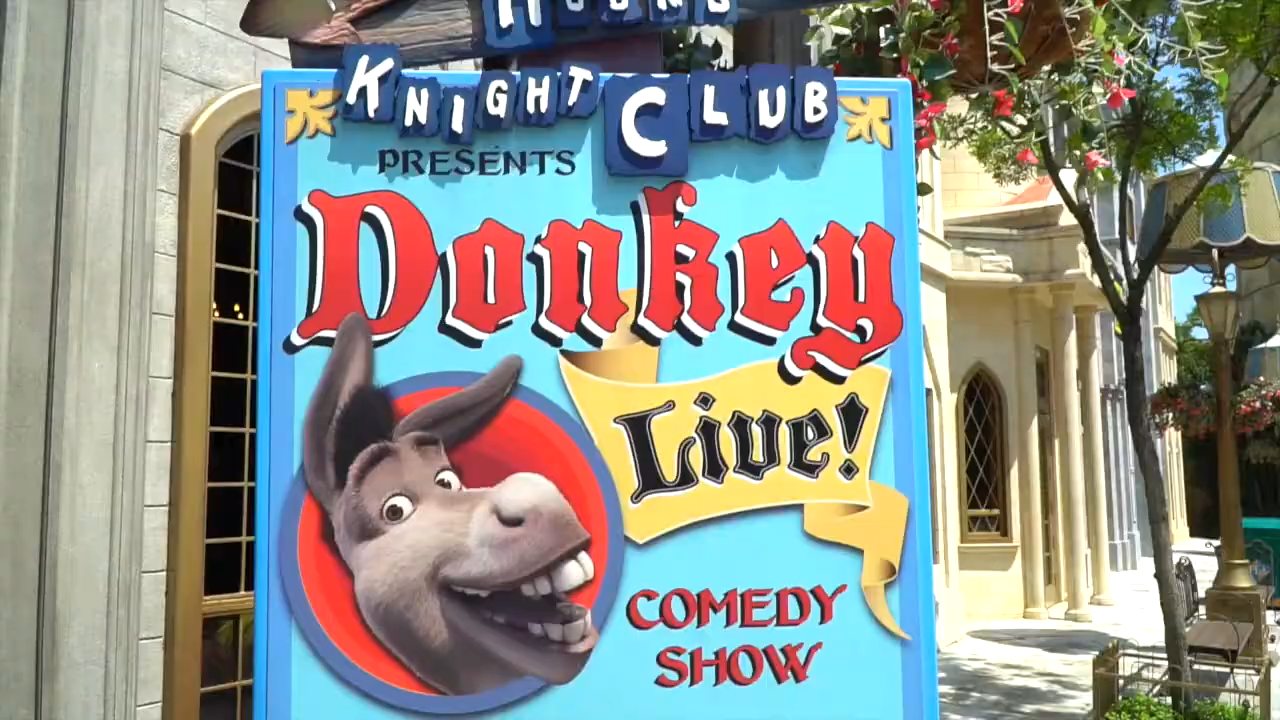 KNIGHT CLUB
PRESENTS
Donkey
Live!
COMEDY
SHOW